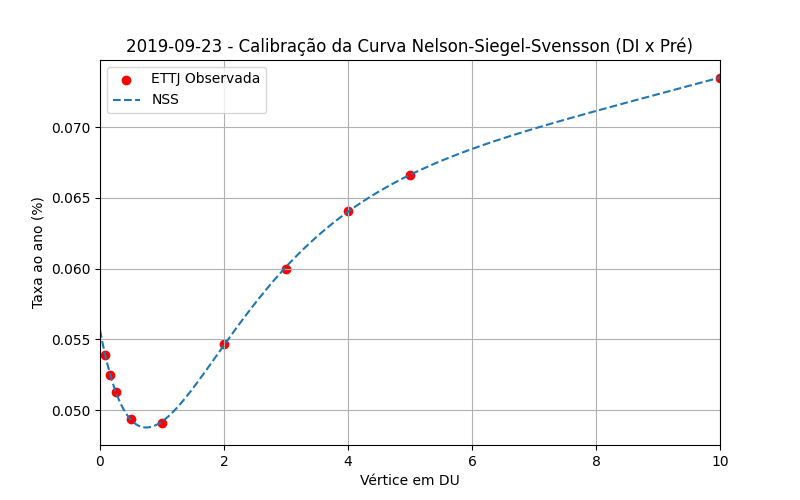 2019-09-23 - Calibração da Curva Nelson-Siegel-Svensson (DI x Pré)
ETTJ Observada
NSS
Taxa ao ano (%)
0.070
0.065
0.060
0.055
0.050
0 2 4 6 8 10
Vértice em DU